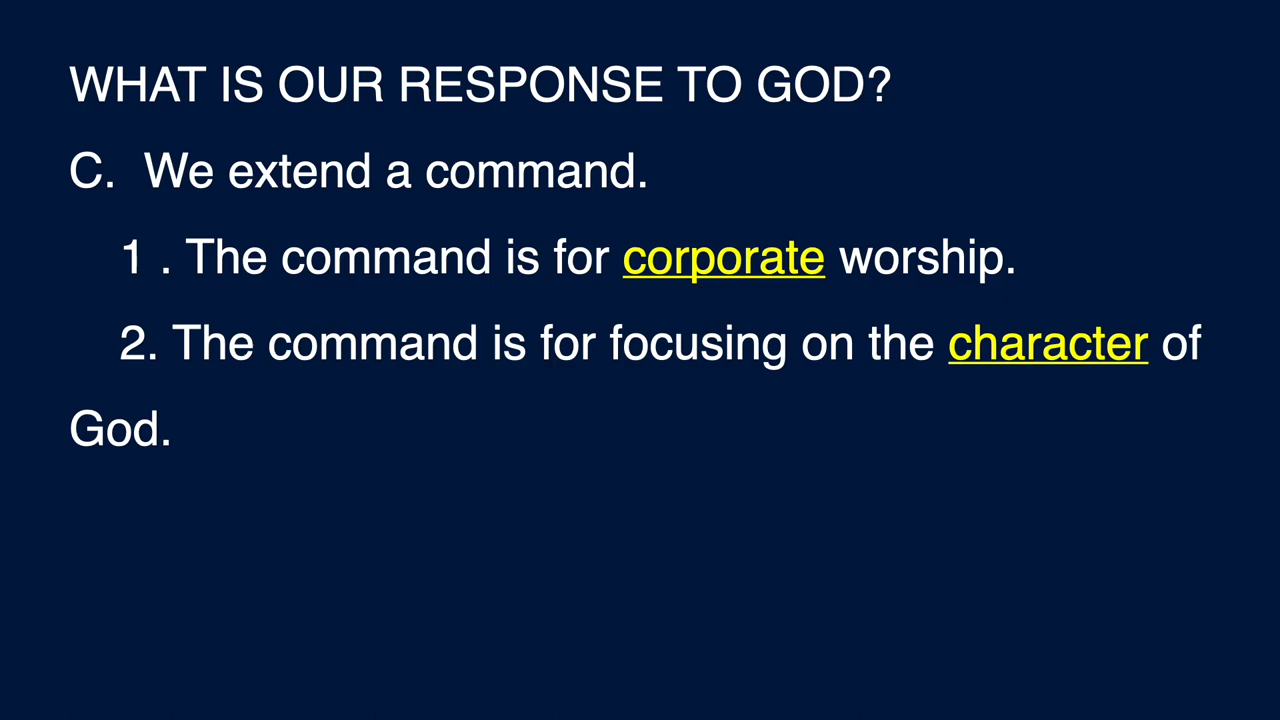 WHAT IS OUR RESPONSE TO GOD?
C. We extend a command.
1 . The command is for corporate worship.
2. The command is for focusing on the character of
God.